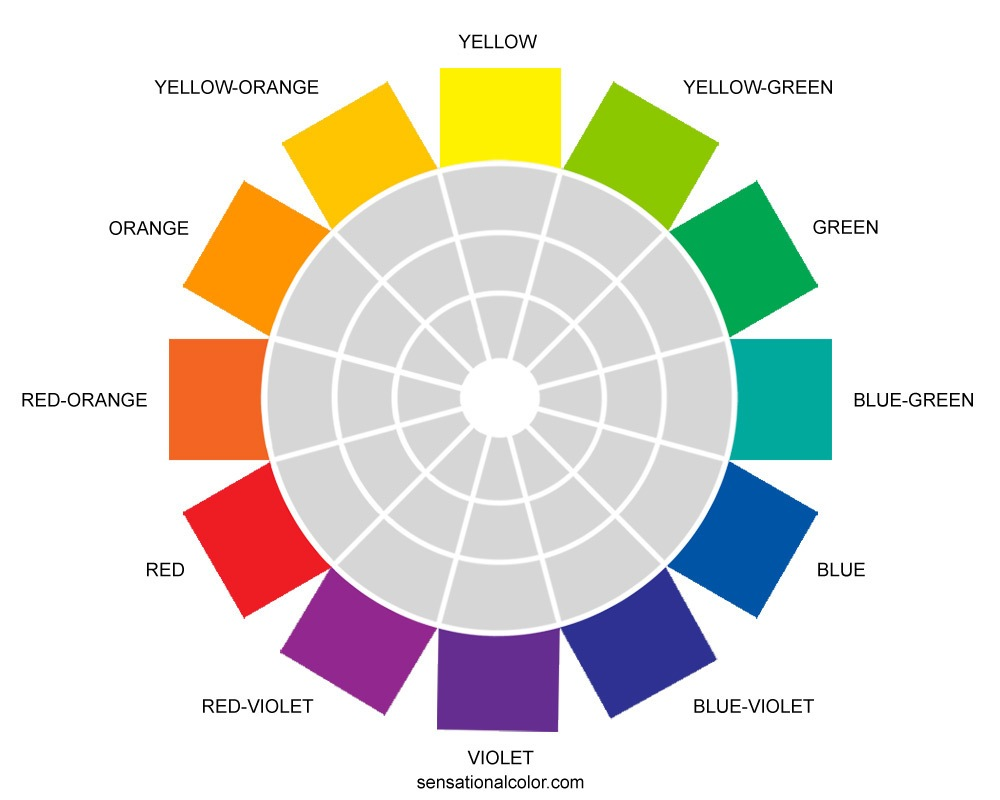 YELLOW
YELLOW-ORANGE
YELLOW-GREEN
ORANGE
GREEN
RED-ORANGE
BLUE-GREEN
RED
BLUE
RED-VIOLET
BLUE-VIOLET
VIOLET
sensationalcolor.com